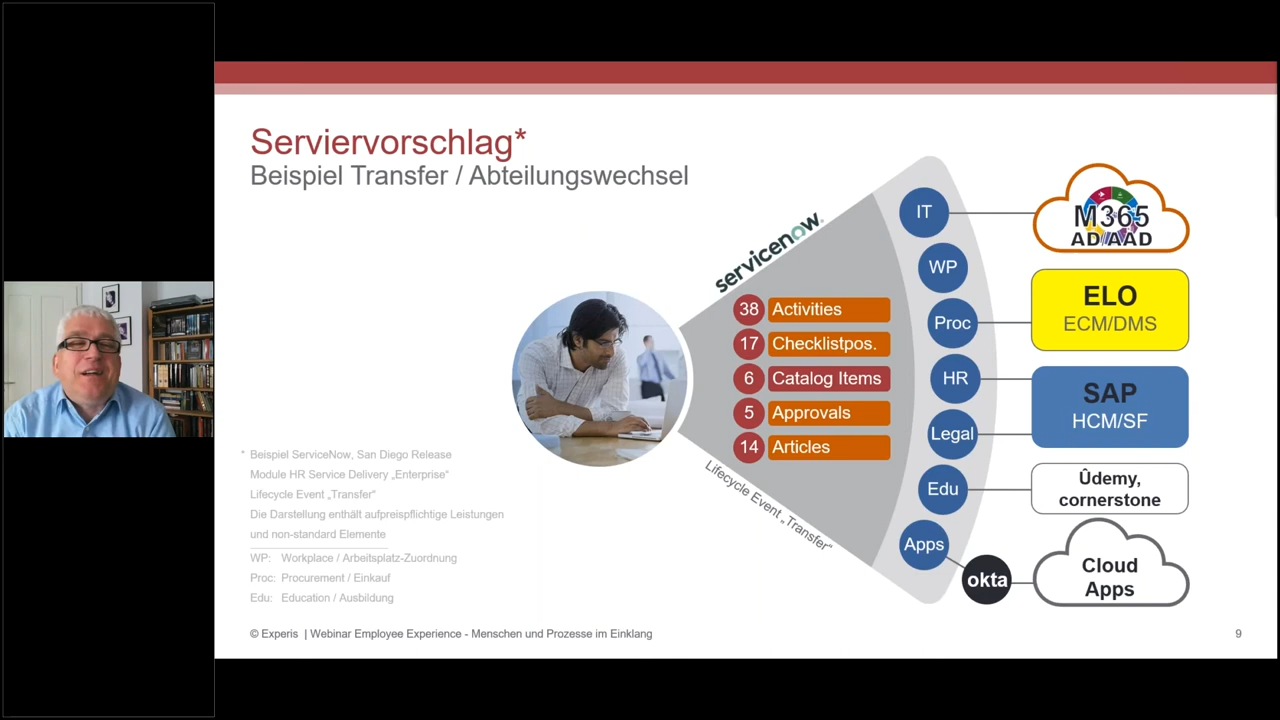 Serviervorschlag*
Beispiel Transfer / Abteilungswechsel
servicenow.
38 Activities
17 Checklistpos.
6 Catalog Items
5 Approvals
14 Articles
Lifecycle Event „Transfer“
IT
WP
Proc
HR
Legal
Edu
Apps
okta
M365
AD/AAD
ELO
ECM/DMS
SAP
HCM/SF
Ûdemy,
cornerstone
Cloud
Apps
* Beispiel ServiceNow, San Diego Release
Module HR Service Delivery „Enterprise“
Lifecycle Event „Transfer“
Die Darstellung enthält aufpreispflichtige Leistungen
und non-standard Elemente
WP: Workplace / Arbeitsplatz-Zuordnung
Proc: Procurement / Einkauf
Edu: Education / Ausbildung
© Experis | Webinar Employee Experience - Menschen und Prozesse im Einklang
9